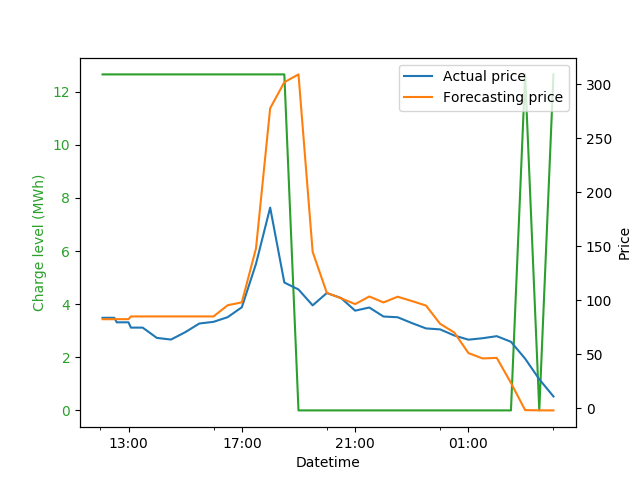 Actual price
Forecasting price
12
10
8
6
4
2
0
Charge level (MWh)
300
250
200
150
100
50
0
Price
13:00 17:00 21:00 01:00
Datetime